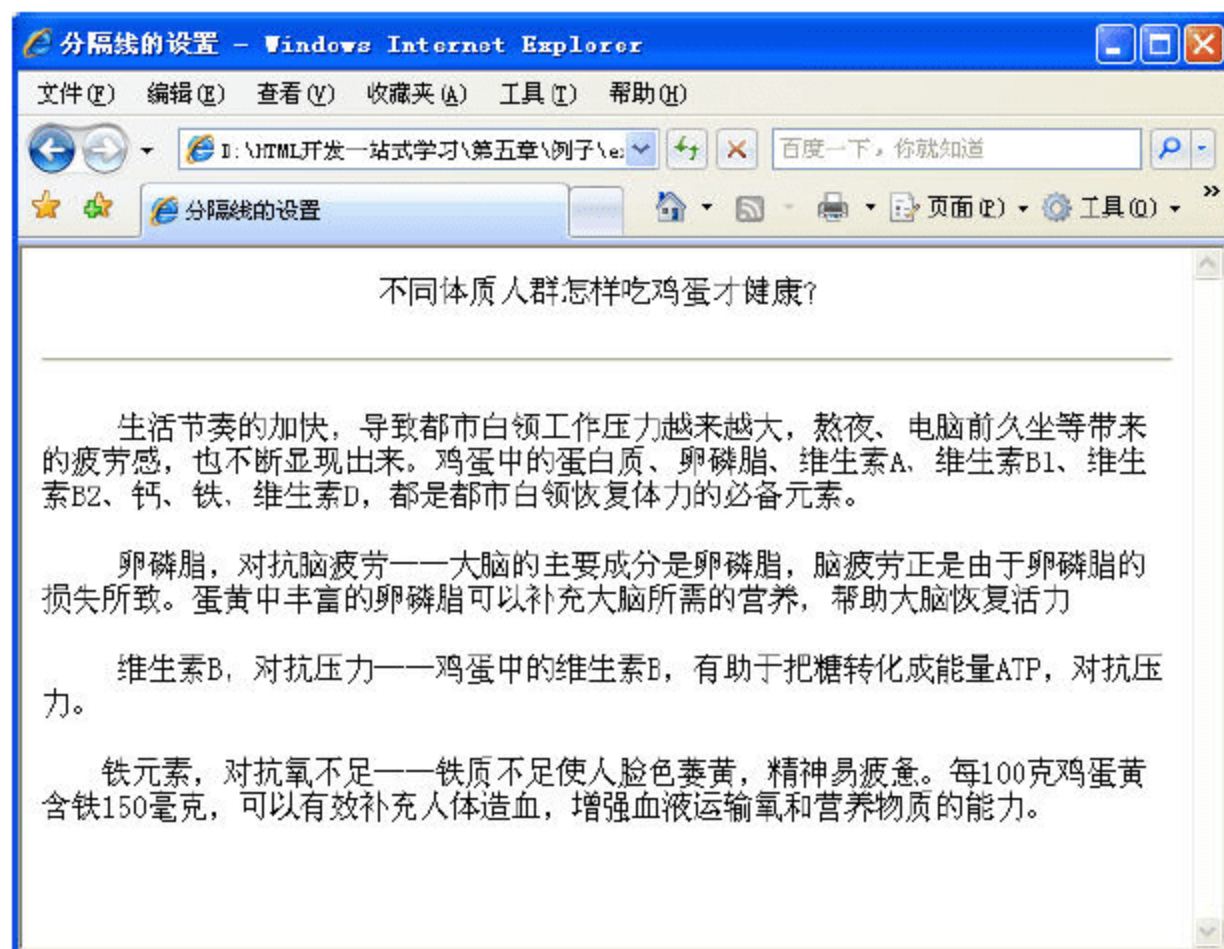 分隔线的设置 - Windows Internet Explorer
文件(F) 编辑(E) 查看(V) 收藏夹(A) 工具(T) 帮助(H)
D:\HTML开发一站式学习\第五章\例子\e 百度一下，你就知道
分隔线的设置 页面(P) 工具(O) »
不同体质人群怎样吃鸡蛋才健康?
生活节奏的加快，导致都市白领工作压力越来越大，熬夜、电脑前久坐等带来
的疲劳感，也不断显现出来。鸡蛋中的蛋白质、卵磷脂、维生素A、维生素B1、维生
素B2、钙、铁、维生素D，都是都市白领恢复体力的必备元素。
卵磷脂，对抗脑疲劳——大脑的主要成分是卵磷脂，脑疲劳正是由于卵磷脂的
损失所致。蛋黄中丰富的卵磷脂可以补充大脑所需的营养，帮助大脑恢复活力
维生素B，对抗压力——鸡蛋中的维生素B，有助于把糖转化成能量ATP，对抗压
力。
铁元素，对抗氧不足——铁质不足使人脸色萎黄，精神易疲惫。每100克鸡蛋黄
含铁150毫克，可以有效补充人体造血，增强血液运输氧和营养物质的能力。